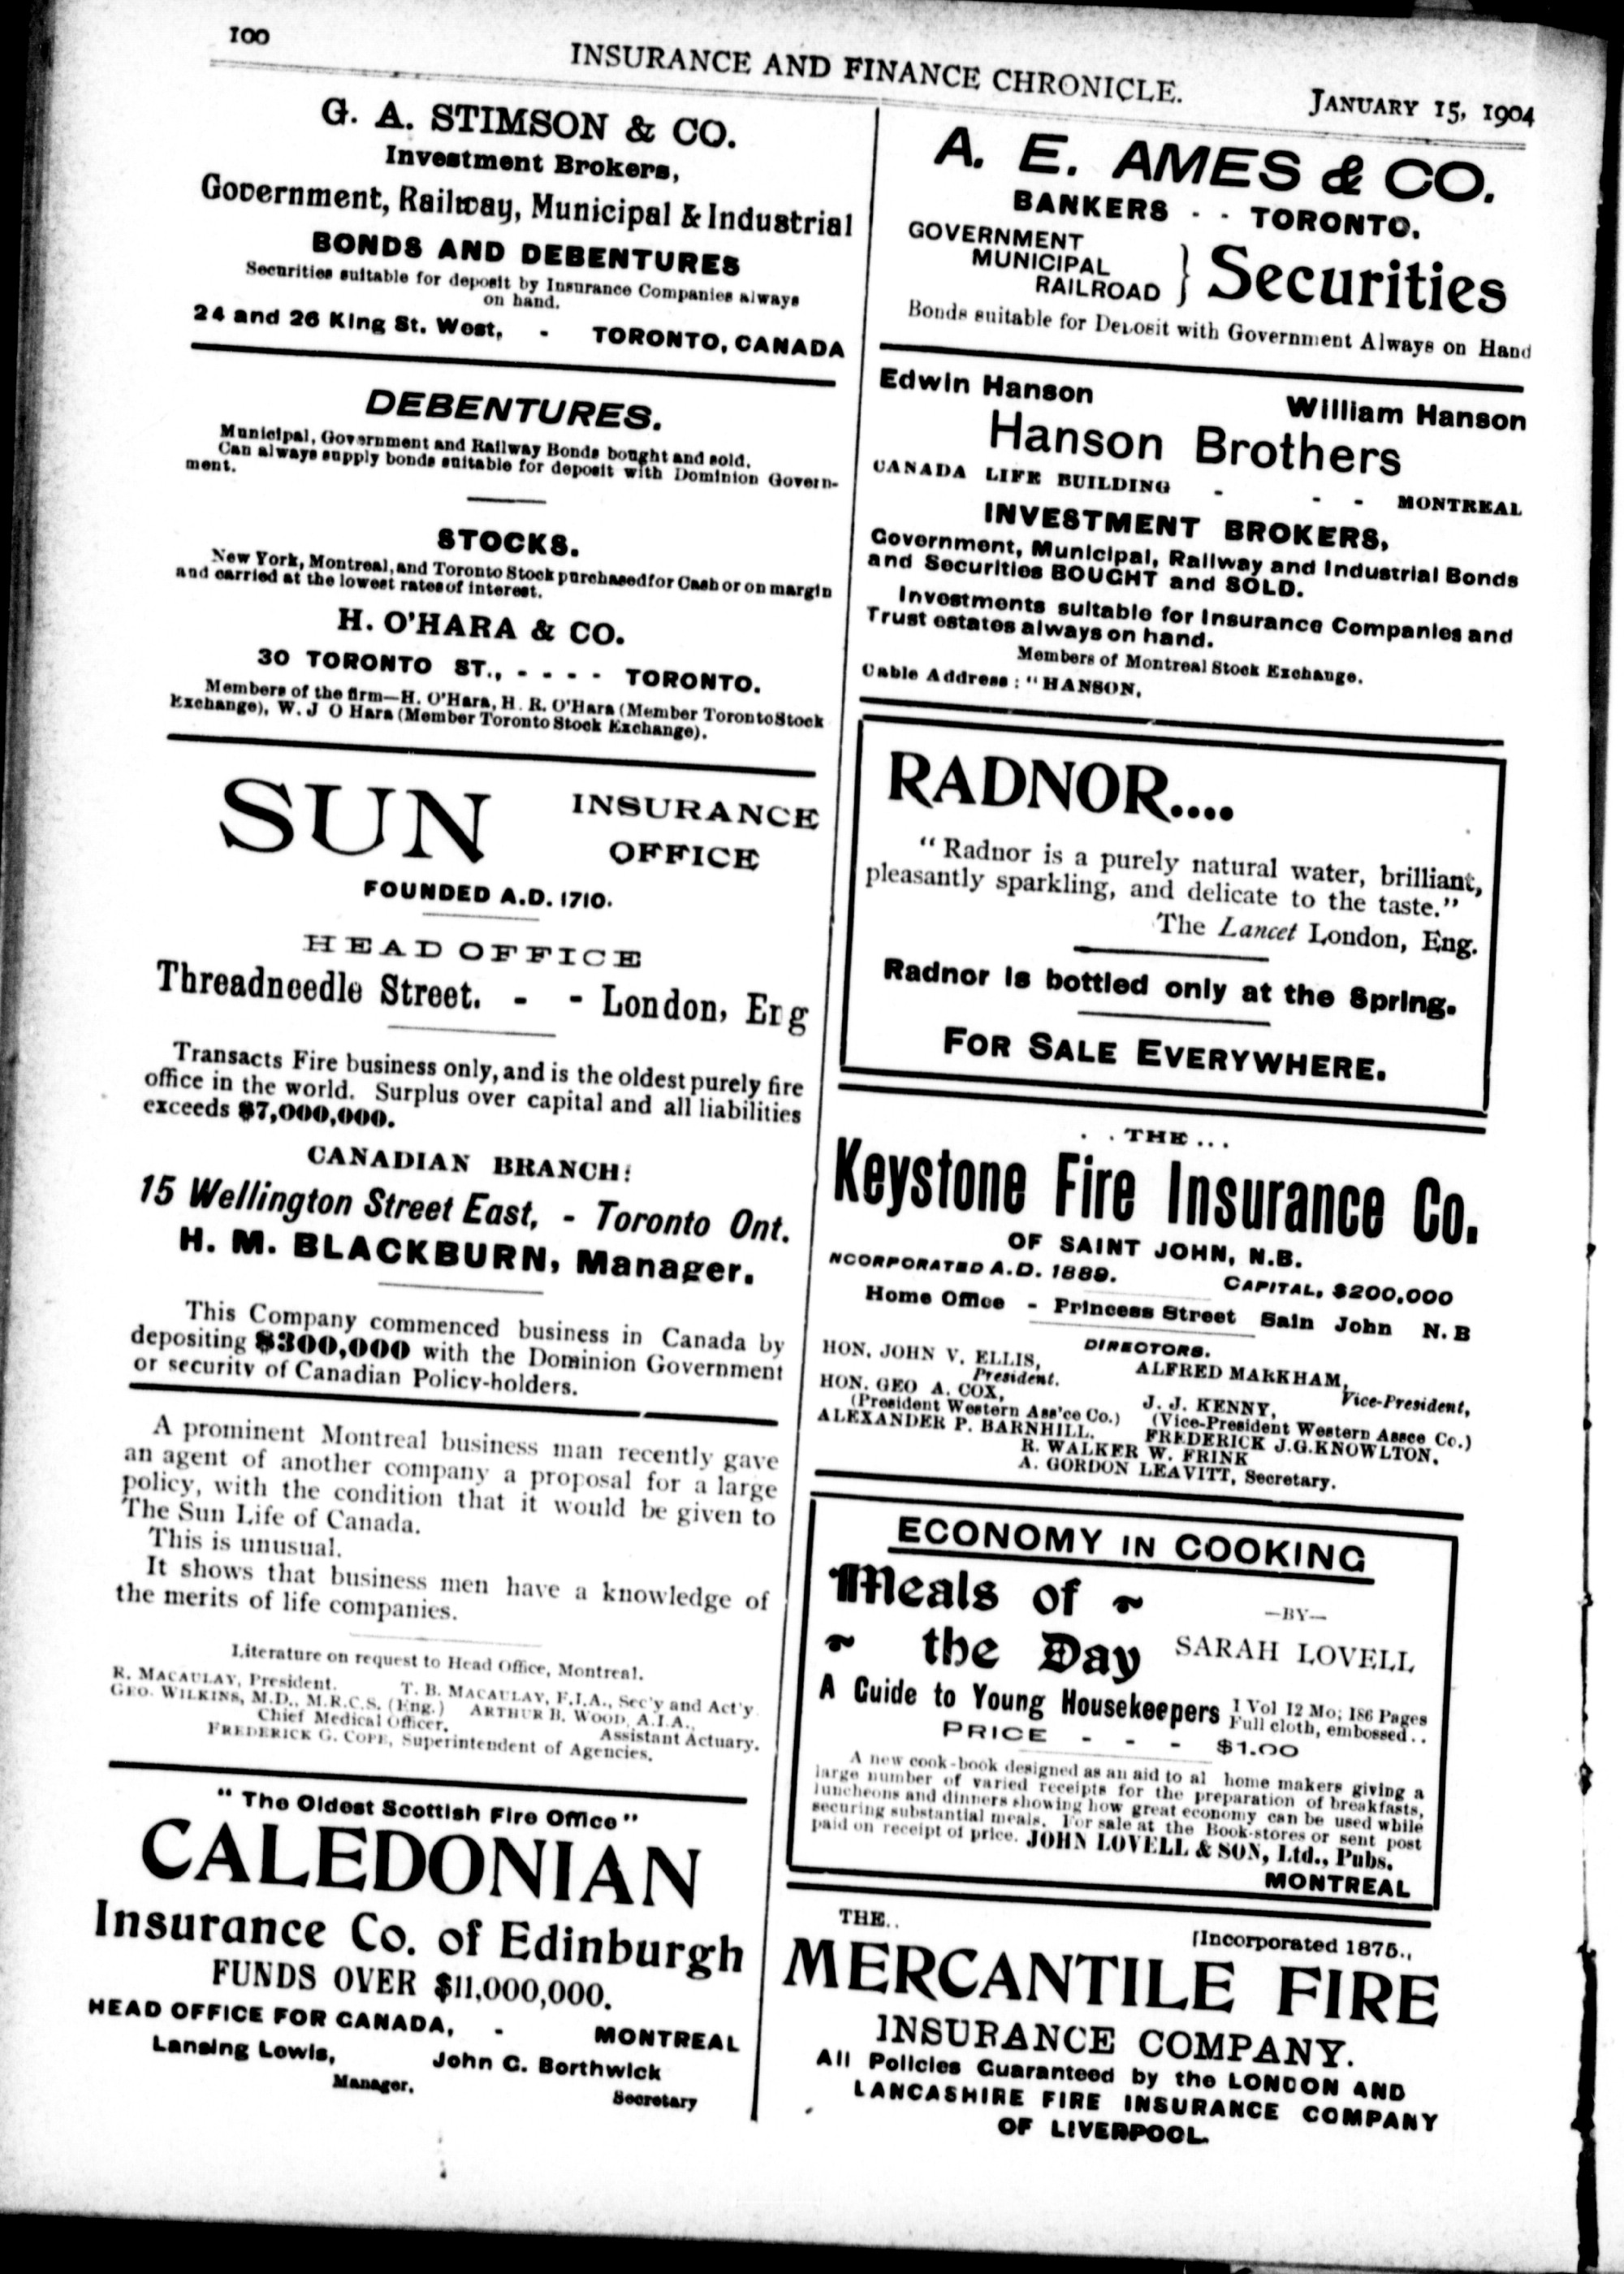 100
INSURANCE AND FINANCE CHRONICLE.
JANUARY 15, 1904
G. A. STIMSON & CO.
Investment Brokers,
Government, Railway, Municipal & Industrial
BONDS AND DEBENTURES
Securities suitable for deposit by Insurance Companies always
on hand.
24 and 26 King St. West, - TORONTO, CANADA
DEBENTURES.
Municipal, Government and Railway Bonds bought and sold.
Can always supply bonds suitable for deposit with Dominion Govern-
ment.
STOCKS.
New York, Montreal, and Toronto Stock purchased for Cash or on margin
and carried at the lowest rates of interest.
H. O'HARA & CO.
30 TORONTO ST., - - - - TORONTO.
Members of the firm—H. O'Hara, H. R. O'Hara (Member Toronto Stock
Exchange), W. J O Hara (Member Toronto Stock Exchange).
SUN INSURANCE
OFFICE
FOUNDED A.D. 1710.
HEAD OFFICE
Threadneedle Street. - - London, Erg
Transacts Fire business only, and is the oldest purely fire
office in the world. Surplus over capital and all liabilities
exceeds $7,000,000.
CANADIAN BRANCH:
15 Wellington Street East, - Toronto Ont.
H. M. BLACKBURN, Manager.
This Company commenced business in Canada by
depositing $300,000 with the Dominion Government
or security of Canadian Policy-holders.
A prominent Montreal business man recently gave
an agent of another company a proposal for a large
policy, with the condition that it would be given to
The Sun Life of Canada.
This is unusual.
It shows that business men have a knowledge of
the merits of life companies.
Literature on request to Head Office, Montreal.
R. MACAULAY, President. T. B. MACAULAY, F.I.A., Sec'y and Act'y
GEO. WILKINS, M.D., M.R.C.S. (Eng.) ARTHUR B. WOOD, A.I.A.,
Chief Medical Officer. Assistant Actuary.
FREDERICK G. COPE, Superintendent of Agencies.
"The Oldest Scottish Fire Office"
CALEDONIAN
Insurance Co. of Edinburgh
FUNDS OVER $11,000,000.
HEAD OFFICE FOR CANADA, - MONTREAL
Lansing Lewis, John C. Borthwick
Manager. Secretary
A. E. AMES & CO.
BANKERS - - TORONTO.
GOVERNMENT
MUNICIPAL
RAILROAD } Securities
Bonds suitable for Deposit with Government Always on Hand
Edwin Hanson William Hanson
Hanson Brothers
CANADA LIFE BUILDING - - - MONTREAL
INVESTMENT BROKERS,
Government, Municipal, Railway and Industrial Bonds
and Securities BOUGHT and SOLD.
Investments suitable for Insurance Companies and
Trust estates always on hand.
Members of Montreal Stock Exchange.
Cable Address : "HANSON.
RADNOR....
"Radnor is a purely natural water, brilliant,
pleasantly sparkling, and delicate to the taste."
The Lancet London, Eng.
Radnor is bottled only at the Spring.
FOR SALE EVERYWHERE.
. . THE ...
Keystone Fire Insurance Co.
OF SAINT JOHN, N.B.
NCORPORATED A.D. 1889. CAPITAL, $200,000
Home Office - Princess Street Sain John N. B
DIRECTORS.
HON. JOHN V. ELLIS, ALFRED MARKHAM,
President. Vice-President,
HON. GEO A. COX, J. J. KENNY,
(President Western Ass'ce Co.) (Vice-President Western Assce Co.)
ALEXANDER P. BARNHILL. FREDERICK J.G.KNOWLTON,
R. WALKER W. FRINK
A. GORDON LEAVITT, Secretary.
ECONOMY IN COOKING
Meals of
the Day
—BY—
SARAH LOVELL
A Guide to Young Housekeepers 1 Vol 12 Mo; 186 Pages
Full cloth, embossed..
PRICE - - - $1.00
A new cook-book designed as an aid to al home makers giving a
large number of varied receipts for the preparation of breakfasts,
luncheons and dinners showing how great economy can be used while
securing substantial meals. For sale at the Book-stores or sent post
paid on receipt of price. JOHN LOVELL & SON, Ltd., Pubs.
MONTREAL
THE..
(Incorporated 1875.,
MERCANTILE FIRE
INSURANCE COMPANY.
All Policies Guaranteed by the LONDON AND
LANCASHIRE FIRE INSURANCE COMPANY
OF LIVERPOOL.